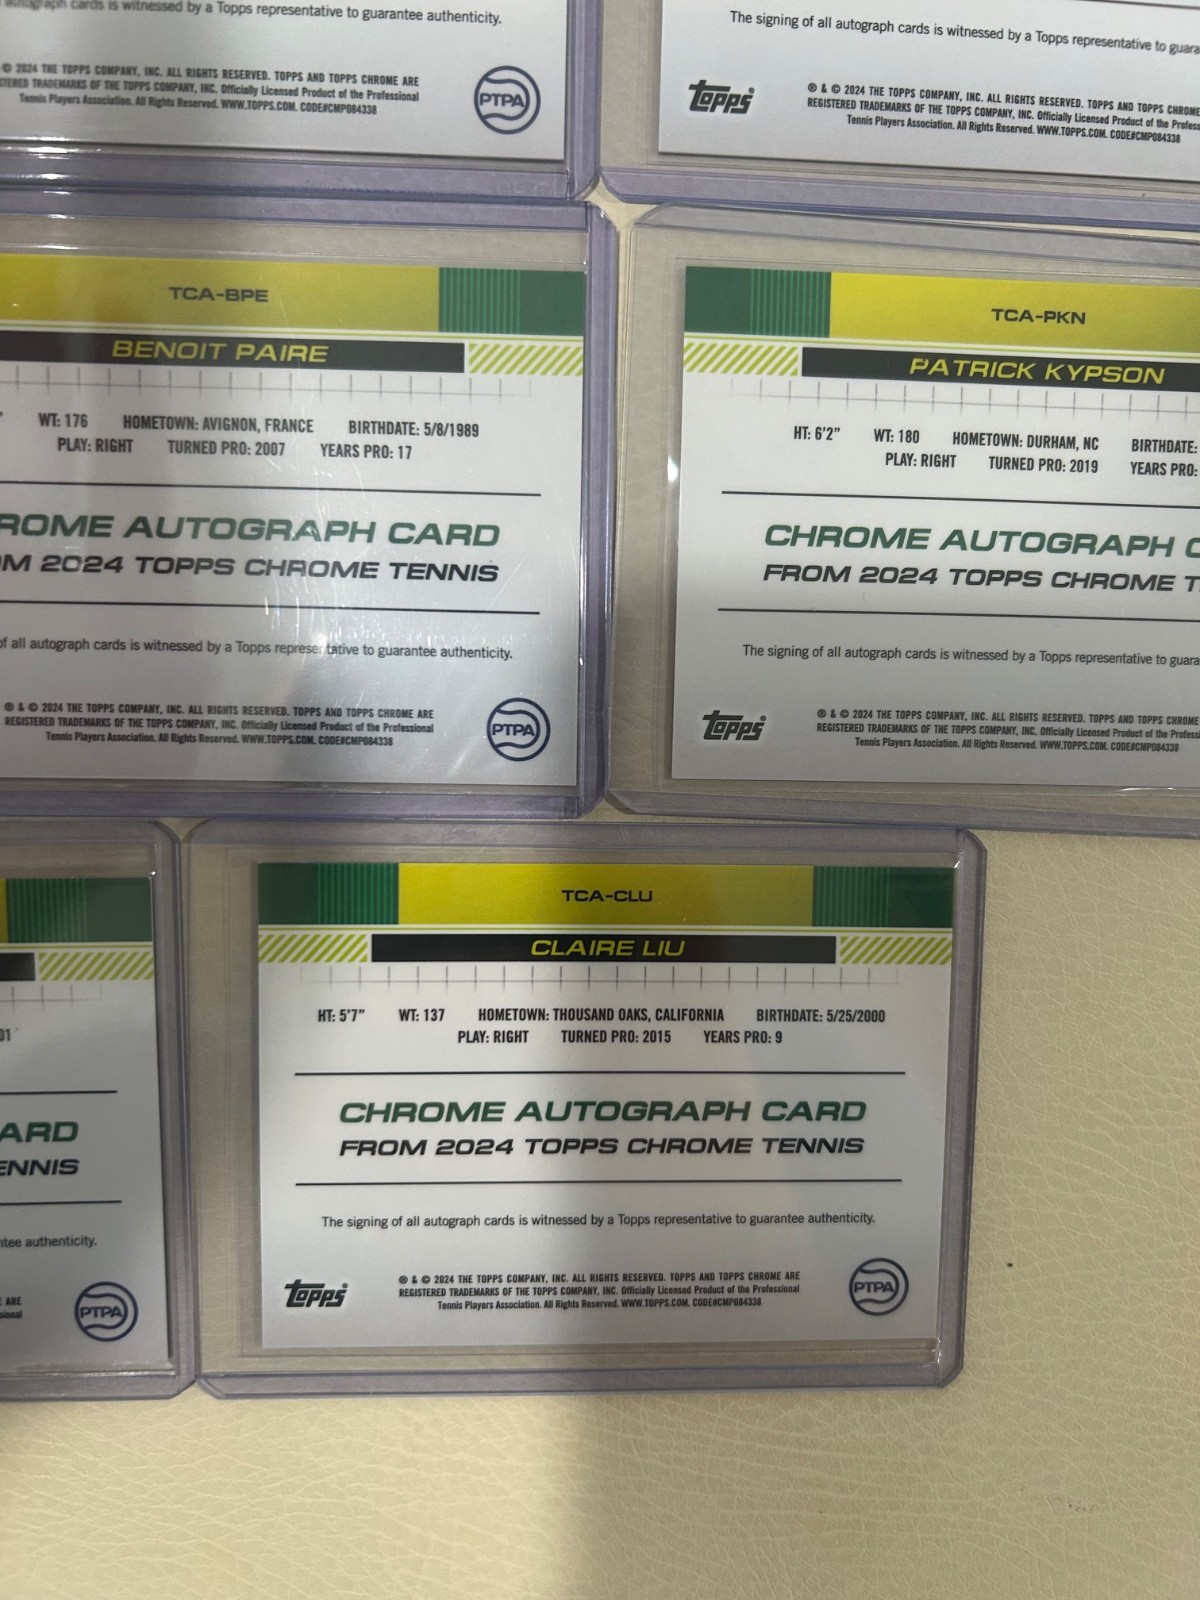 autograph cards is witnessed by a Topps representative to guarantee authenticity.
© 2024 THE TOPPS COMPANY, INC. ALL RIGHTS RESERVED. TOPPS AND TOPPS CHROME ARE
TRADEMARKS OF THE TOPPS COMPANY, INC. Officially Licensed Product of the Professional
Tennis Players Association. All Rights Reserved. WWW.TOPPS.COM. CODE#CMP084338
PTPA
The signing of all autograph cards is witnessed by a Topps representative to
topps
® & © 2024 THE TOPPS COMPANY, INC. ALL RIGHTS RESERVED. TOPPS AND TOPPS CHROME
REGISTERED TRADEMARKS OF THE TOPPS COMPANY, INC. Officially Licensed Product of the
Tennis Players Association. All Rights Reserved. WWW.TOPPS.COM. CODE#CMP084338
TCA-BPE
BENOIT PAIRE
WT: 176 HOMETOWN: AVIGNON, FRANCE BIRTHDATE: 5/8/1989
PLAY: RIGHT TURNED PRO: 2007 YEARS PRO: 17
AUTOGRAPH CARD
2024 TOPPS CHROME TENNIS
of all autograph cards is witnessed by a Topps representative to guarantee authenticity.
® & © 2024 THE TOPPS COMPANY, INC. ALL RIGHTS RESERVED. TOPPS AND TOPPS CHROME ARE
REGISTERED TRADEMARKS OF THE TOPPS COMPANY, INC. Officially Licensed Product of the Professional
Tennis Players Association. All Rights Reserved. WWW.TOPPS.COM. CODE#CMP084338
PTPA
TCA-PKN
PATRICK KYPSON
HT: 6'2" WT: 180 HOMETOWN: DURHAM, NC BIRTHDATE:
PLAY: RIGHT TURNED PRO: 2019 YEARS PRO:
CHROME AUTOGRAPH
FROM 2024 TOPPS CHROME
The signing of all autograph cards is witnessed by a Topps representative to
topps
® & © 2024 THE TOPPS COMPANY, INC. ALL RIGHTS RESERVED. TOPPS AND TOPPS CHROME
REGISTERED TRADEMARKS OF THE TOPPS COMPANY, INC. Officially Licensed Product of the
Tennis Players Association. All Rights Reserved. WWW.TOPPS.COM. CODE#CMP084338
ARD
ENNIS
authenticity.
ARE
PTPA
TCA-CLU
CLAIRE LIU
HT: 5'7" WT: 137 HOMETOWN: THOUSAND OAKS, CALIFORNIA BIRTHDATE: 5/25/2000
PLAY: RIGHT TURNED PRO: 2015 YEARS PRO: 9
CHROME AUTOGRAPH CARD
FROM 2024 TOPPS CHROME TENNIS
The signing of all autograph cards is witnessed by a Topps representative to guarantee authenticity.
topps
® & © 2024 THE TOPPS COMPANY, INC. ALL RIGHTS RESERVED. TOPPS AND TOPPS CHROME ARE
REGISTERED TRADEMARKS OF THE TOPPS COMPANY, INC. Officially Licensed Product of the Professional
Tennis Players Association. All Rights Reserved. WWW.TOPPS.COM. CODE#CMP084338
PTPA